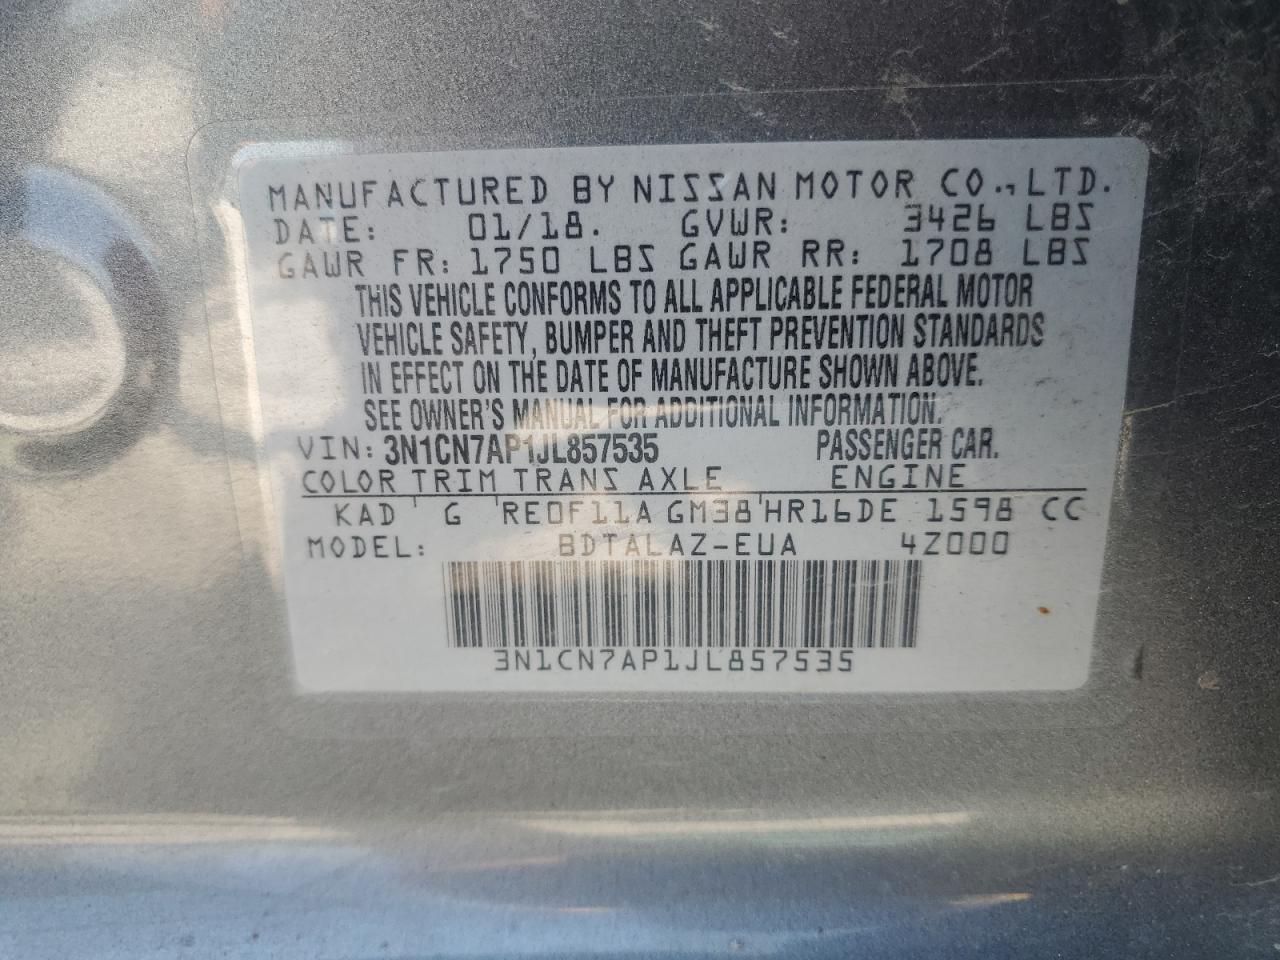 MANUFACTURED BY NISSAN MOTOR CO., LTD.
DATE: 01/18. GVWR: 3426 LBS
GAWR FR: 1750 LBS GAWR RR: 1708 LBS
THIS VEHICLE CONFORMS TO ALL APPLICABLE FEDERAL MOTOR
VEHICLE SAFETY, BUMPER AND THEFT PREVENTION STANDARDS
IN EFFECT ON THE DATE OF MANUFACTURE SHOWN ABOVE.
SEE OWNER'S MANUAL FOR ADDITIONAL INFORMATION.
VIN: 3N1CN7AP1JL857535 PASSENGER CAR.
COLOR TRIM TRANS AXLE ENGINE
KAD G RE0F11A GM38 HR16DE 1598 CC
MODEL: BDTALAZ-EUA 4Z000
3N1CN7AP1JL857535